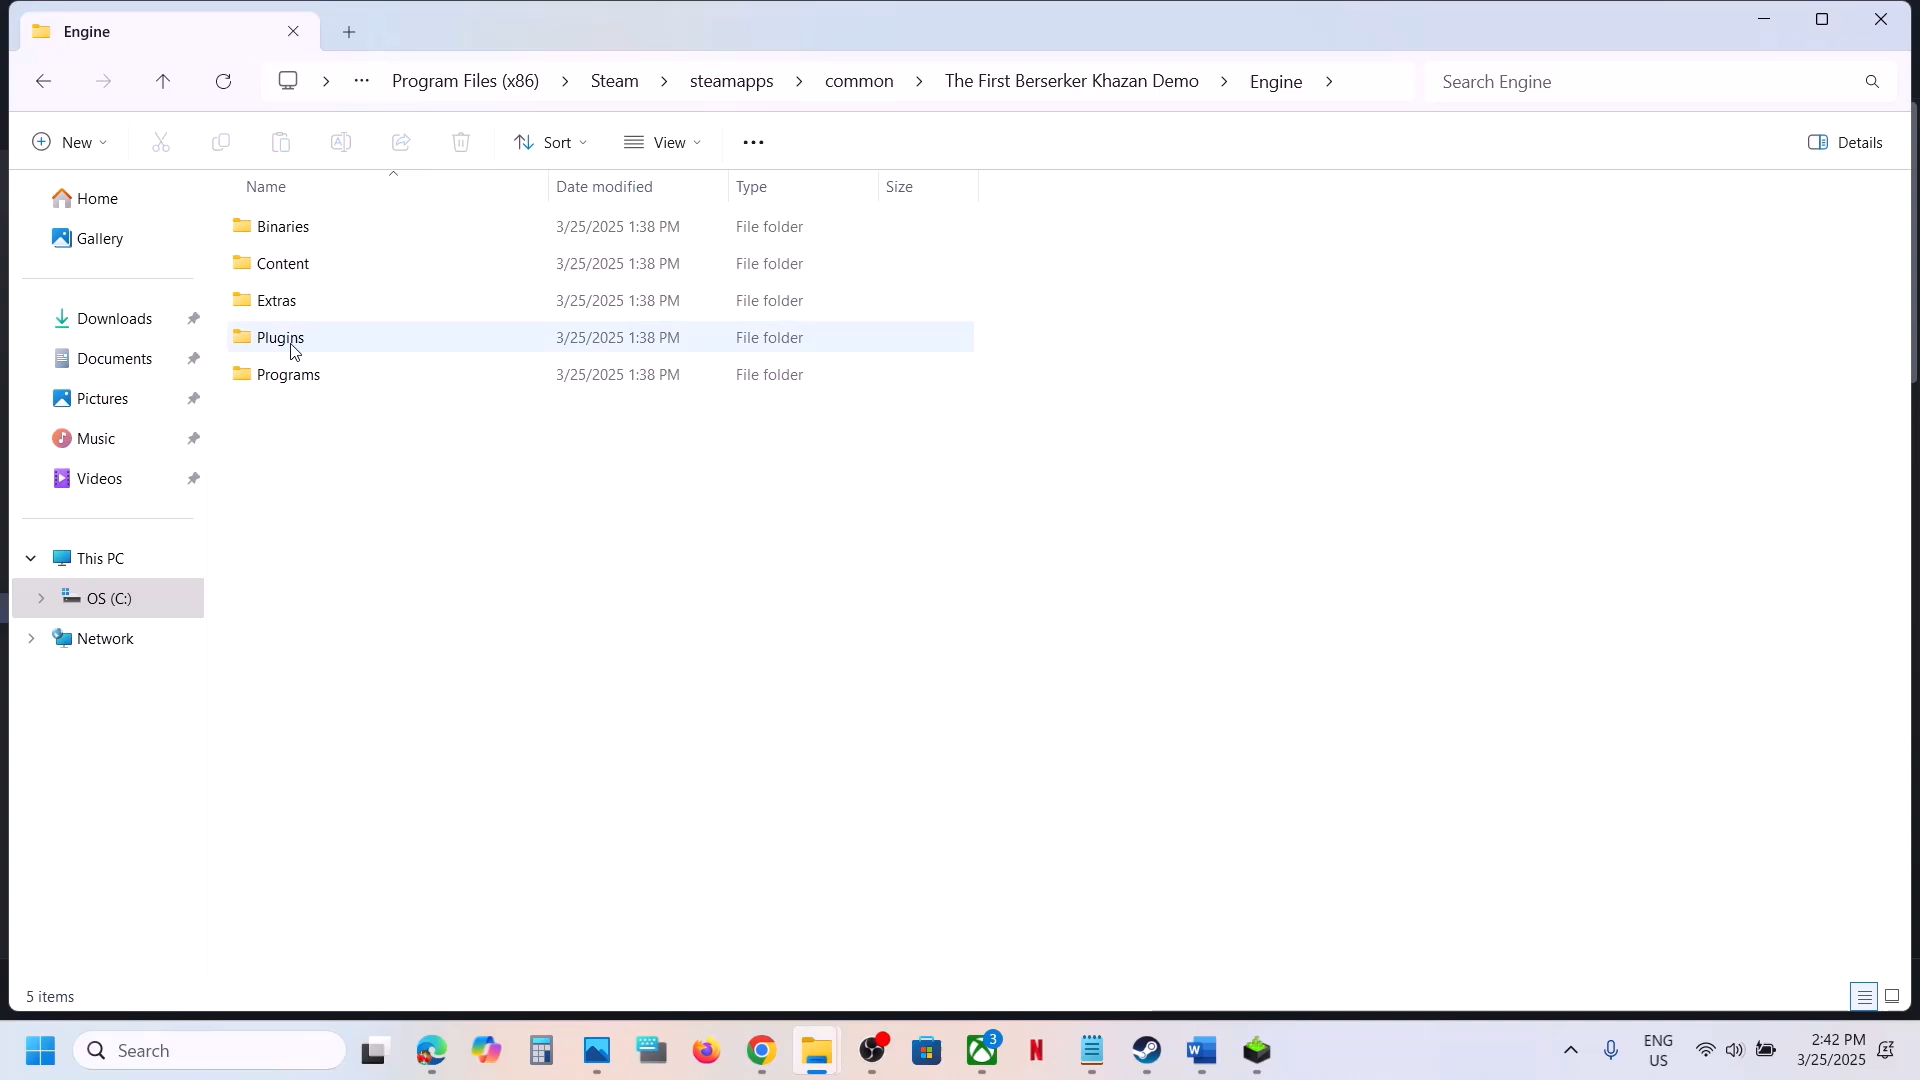 Engine
Program Files (x86) > Steam > steamapps > common > The First Berserker Khazan Demo > Engine >
Search Engine
New
Sort
View
Details
Name
Date modified
Type
Size
Home
Gallery
Downloads
Documents
Pictures
Music
Videos
This PC
OS (C:)
Network
Binaries 3/25/2025 1:38 PM File folder
Content 3/25/2025 1:38 PM File folder
Extras 3/25/2025 1:38 PM File folder
Plugins 3/25/2025 1:38 PM File folder
Programs 3/25/2025 1:38 PM File folder
5 items
Search
3
ENG
US
2:42 PM
3/25/2025